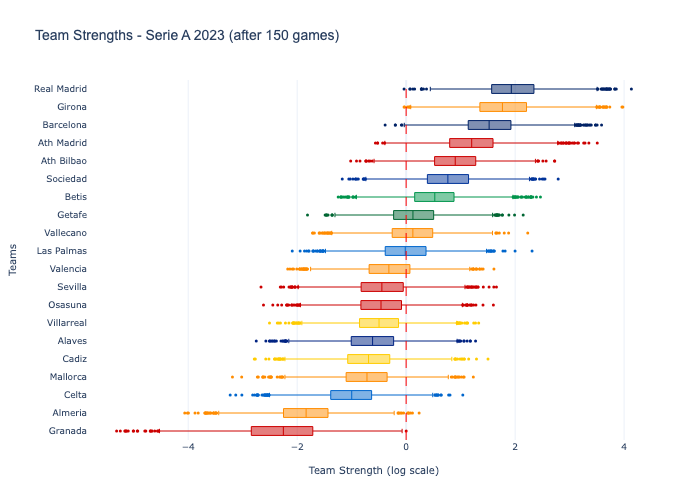 Team Strengths - Serie A 2023 (after 150 games)
Real Madrid
Girona
Barcelona
Ath Madrid
Ath Bilbao
Sociedad
Betis
Getafe
Vallecano
Las Palmas
Valencia
Sevilla
Osasuna
Villarreal
Alaves
Cadiz
Mallorca
Celta
Almeria
Granada
Teams
−4 −2 0 2 4
Team Strength (log scale)